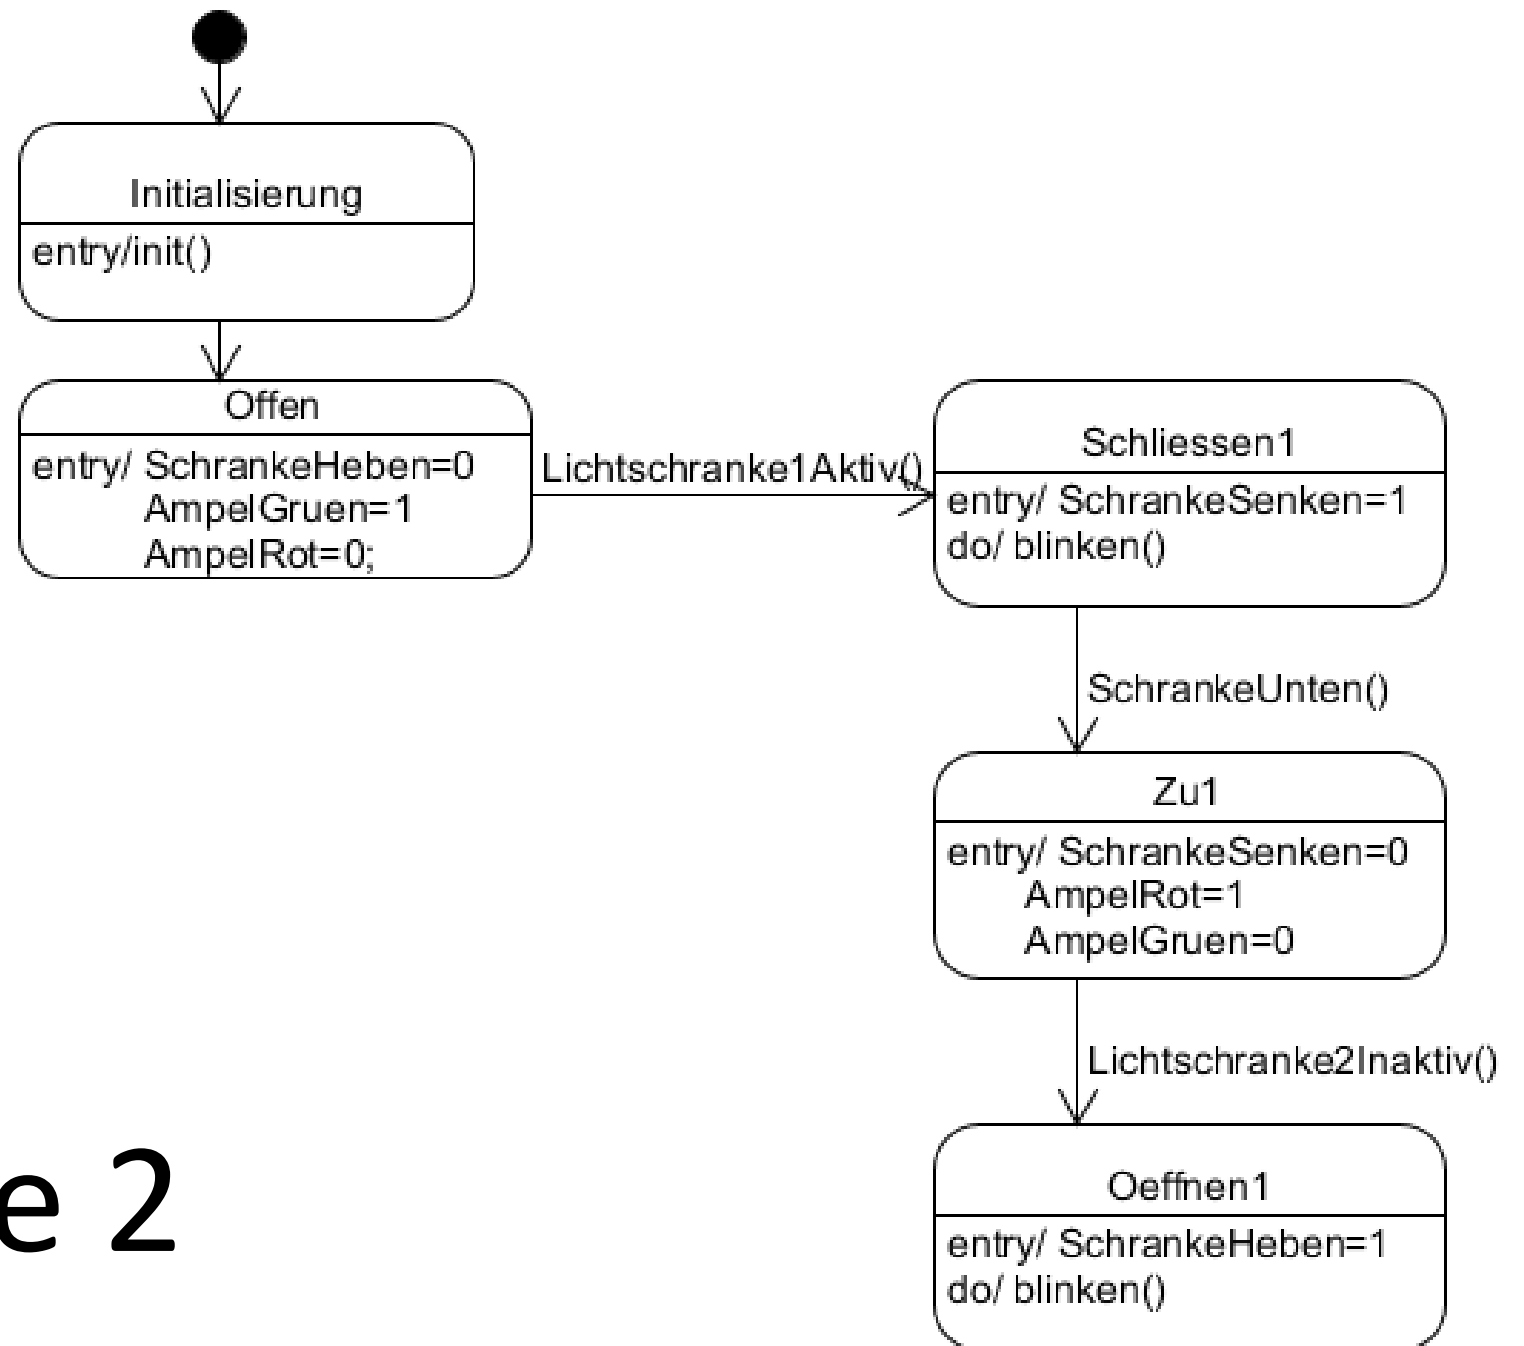 Initialisierung
entry/init()
Offen
entry/ SchrankeHeben=0
AmpelGruen=1
AmpelRot=0;
Lichtschranke1Aktiv()
Schliessen1
entry/ SchrankeSenken=1
do/ blinken()
SchrankeUnten()
Zu1
entry/ SchrankeSenken=0
AmpelRot=1
AmpelGruen=0
Lichtschranke2Inaktiv()
Oeffnen1
entry/ SchrankeHeben=1
do/ blinken()
e 2